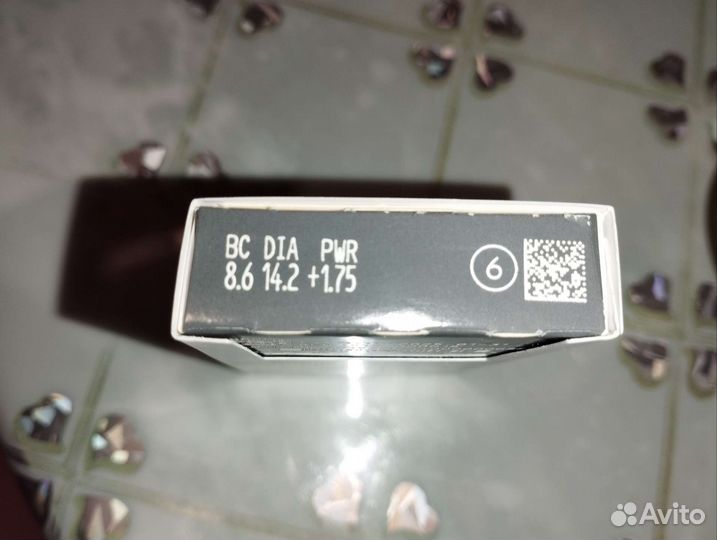 BC DIA PWR
8.6 14.2 +1.75
6
Avito